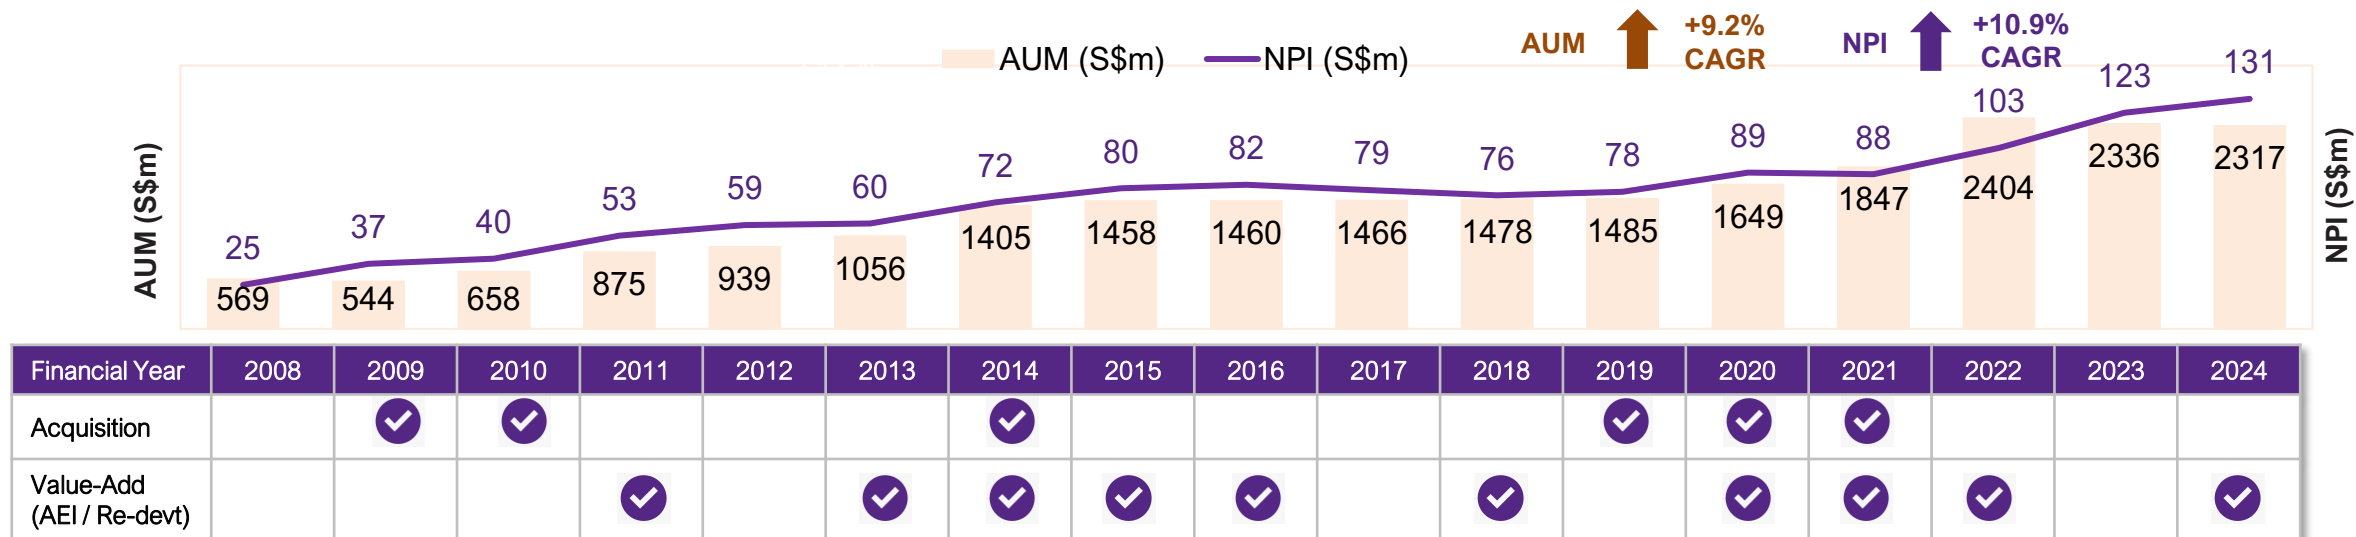 AUM (S$m) NPI (S$m)
AUM +9.2% CAGR
NPI +10.9% CAGR
AUM (S$m)
25 37 40 53 59 60 72 80 82 79 76 78 89 88 103 123 131
569 544 658 875 939 1056 1405 1458 1460 1466 1478 1485 1649 1847 2404 2336 2317
NPI (S$m)
Financial Year 2008 2009 2010 2011 2012 2013 2014 2015 2016 2017 2018 2019 2020 2021 2022 2023 2024
Acquisition
Value-Add
(AEI / Re-devt)